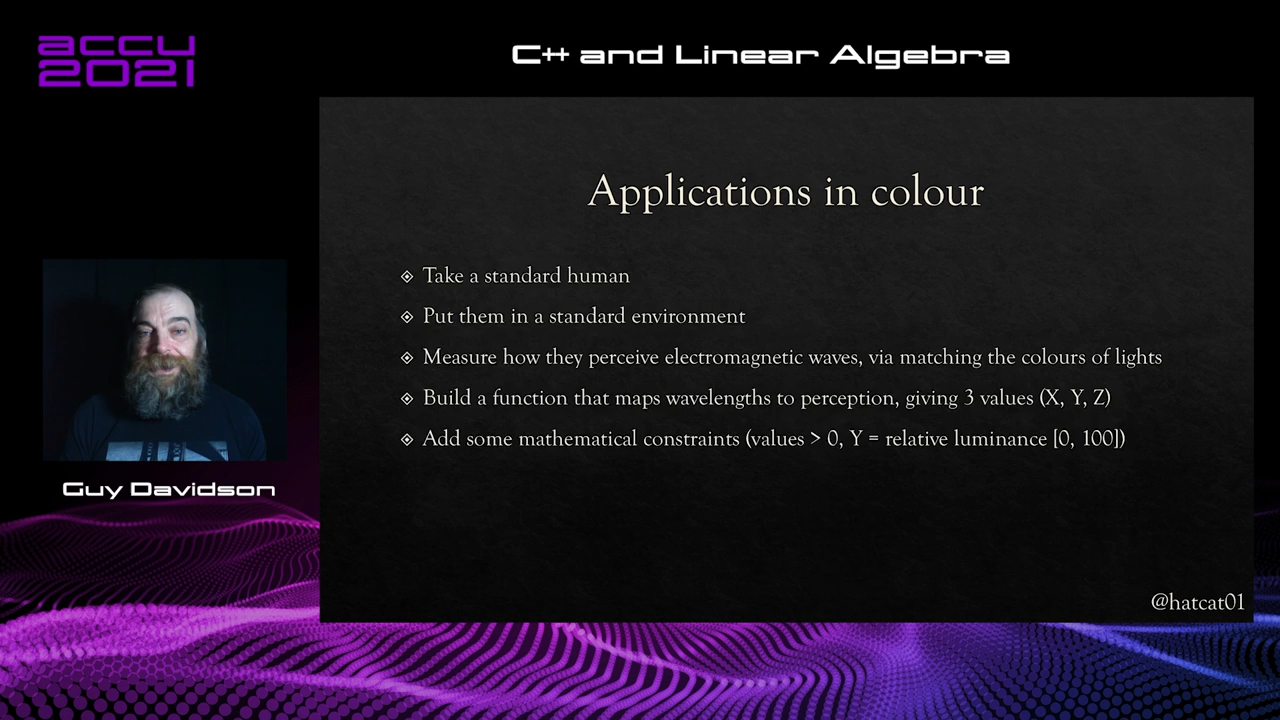 accu
2021
C++ and Linear Algebra
Applications in colour
Take a standard human
Put them in a standard environment
Measure how they perceive electromagnetic waves, via matching the colours of lights
Build a function that maps wavelengths to perception, giving 3 values (X, Y, Z)
Add some mathematical constraints (values > 0, Y = relative luminance [0, 100])
Guy Davidson
@hatcat01